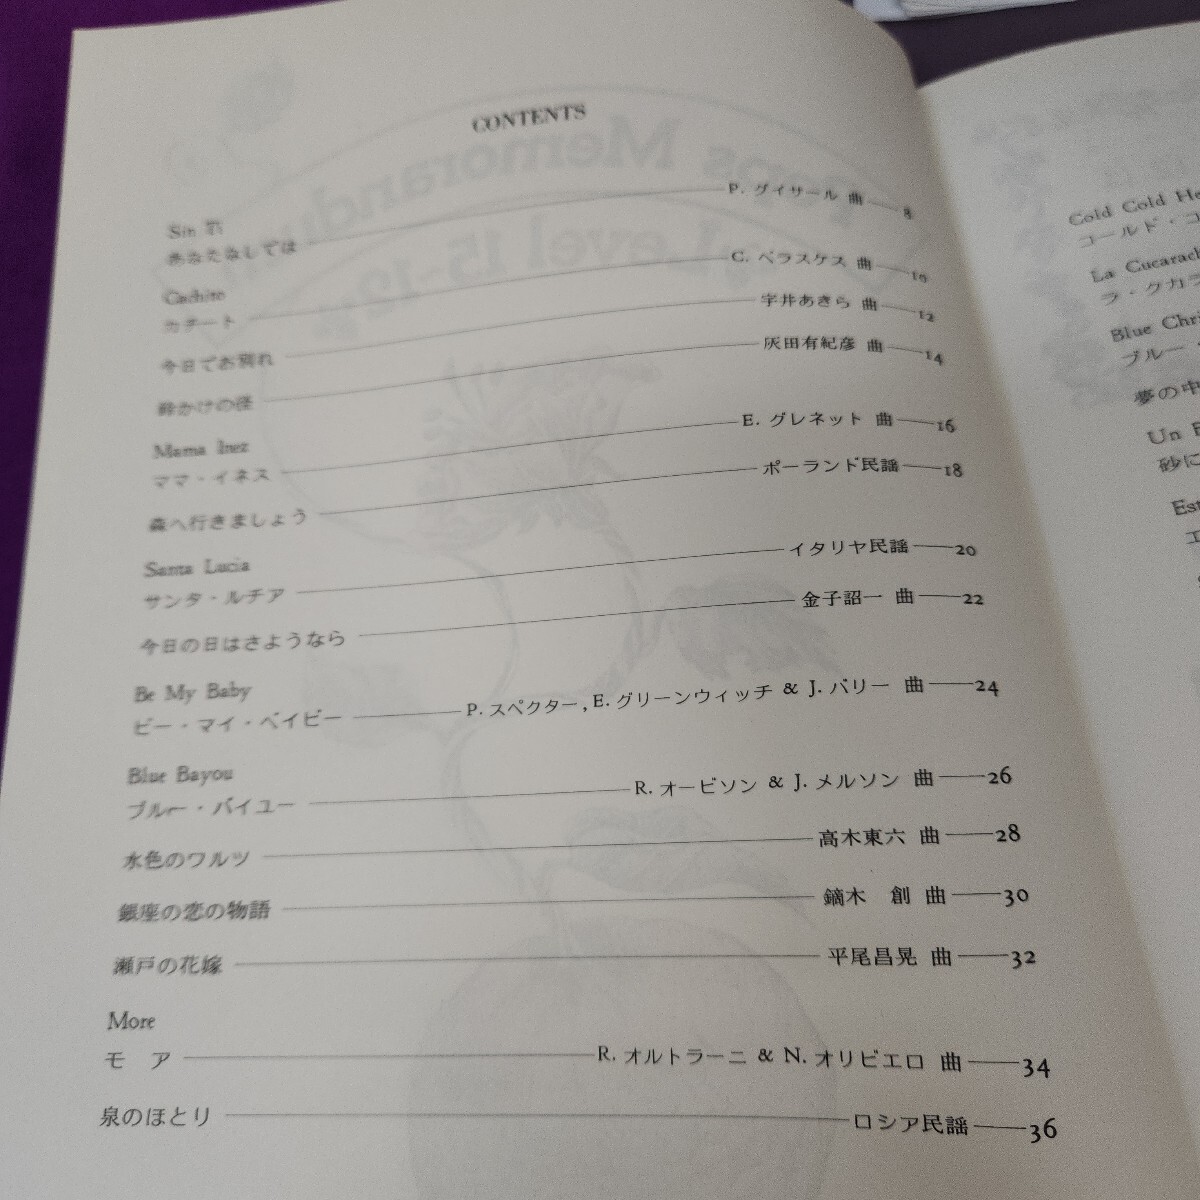 CONTENTS
あなたなしでは P. グイサール 曲 8
Cachito
カチート C. ベラスケス 曲 10
今日でお別れ 宇井あきら 曲 12
鈴かけの径 灰田有紀彦 曲 14
Mama Inez
ママ・イネス E. グレネット 曲 16
森へ行きましょう ポーランド民謡 18
Santa Lucia
サンタ・ルチア イタリヤ民謡 20
今日の日はさようなら 金子詔一 曲 22
Be My Baby
ビー・マイ・ベイビー P. スペクター, E. グリーンウィッチ & J. バリー 曲 24
Blue Bayou
ブルー・バイユー R. オービソン & J. メルソン 曲 26
水色のワルツ 高木東六 曲 28
銀座の恋の物語 鏑木 創 曲 30
瀬戸の花嫁 平尾昌晃 曲 32
More
モア R. オルトラーニ & N. オリビエロ 曲 34
泉のほとり ロシア民謡 36
Cold Cold He
コールド・コ
La Cucarach
ラ・クカラ
Blue Chri
ブルー・
夢の中
Un
砂に
Est
エ